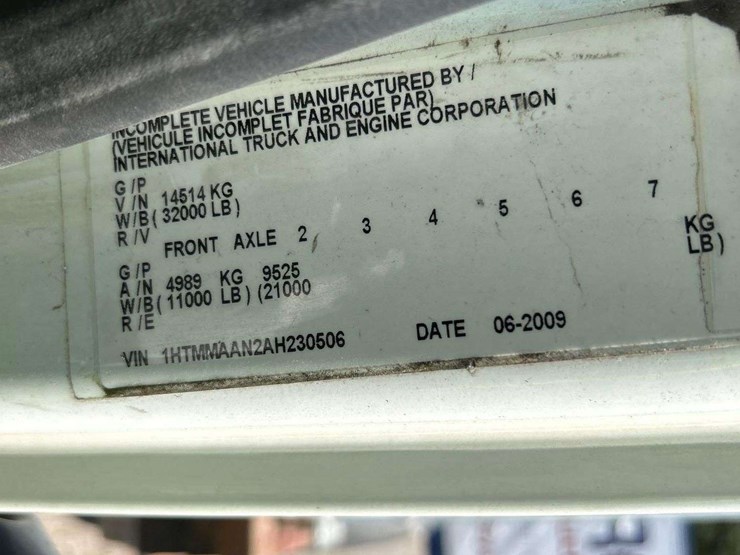 INCOMPLETE VEHICLE MANUFACTURED BY /
(VEHICULE INCOMPLET FABRIQUE PAR)
INTERNATIONAL TRUCK AND ENGINE CORPORATION
G/P
V/N 14514 KG
W/B ( 32000 LB )
R/V
FRONT AXLE 2, 3 4 5 6 7
G/P
A/N 4989 KG 9525 KG
W/B ( 11000 LB ) (21000 LB )
R/E
VIN 1HTMMAAN2AH230506 DATE 06-2009